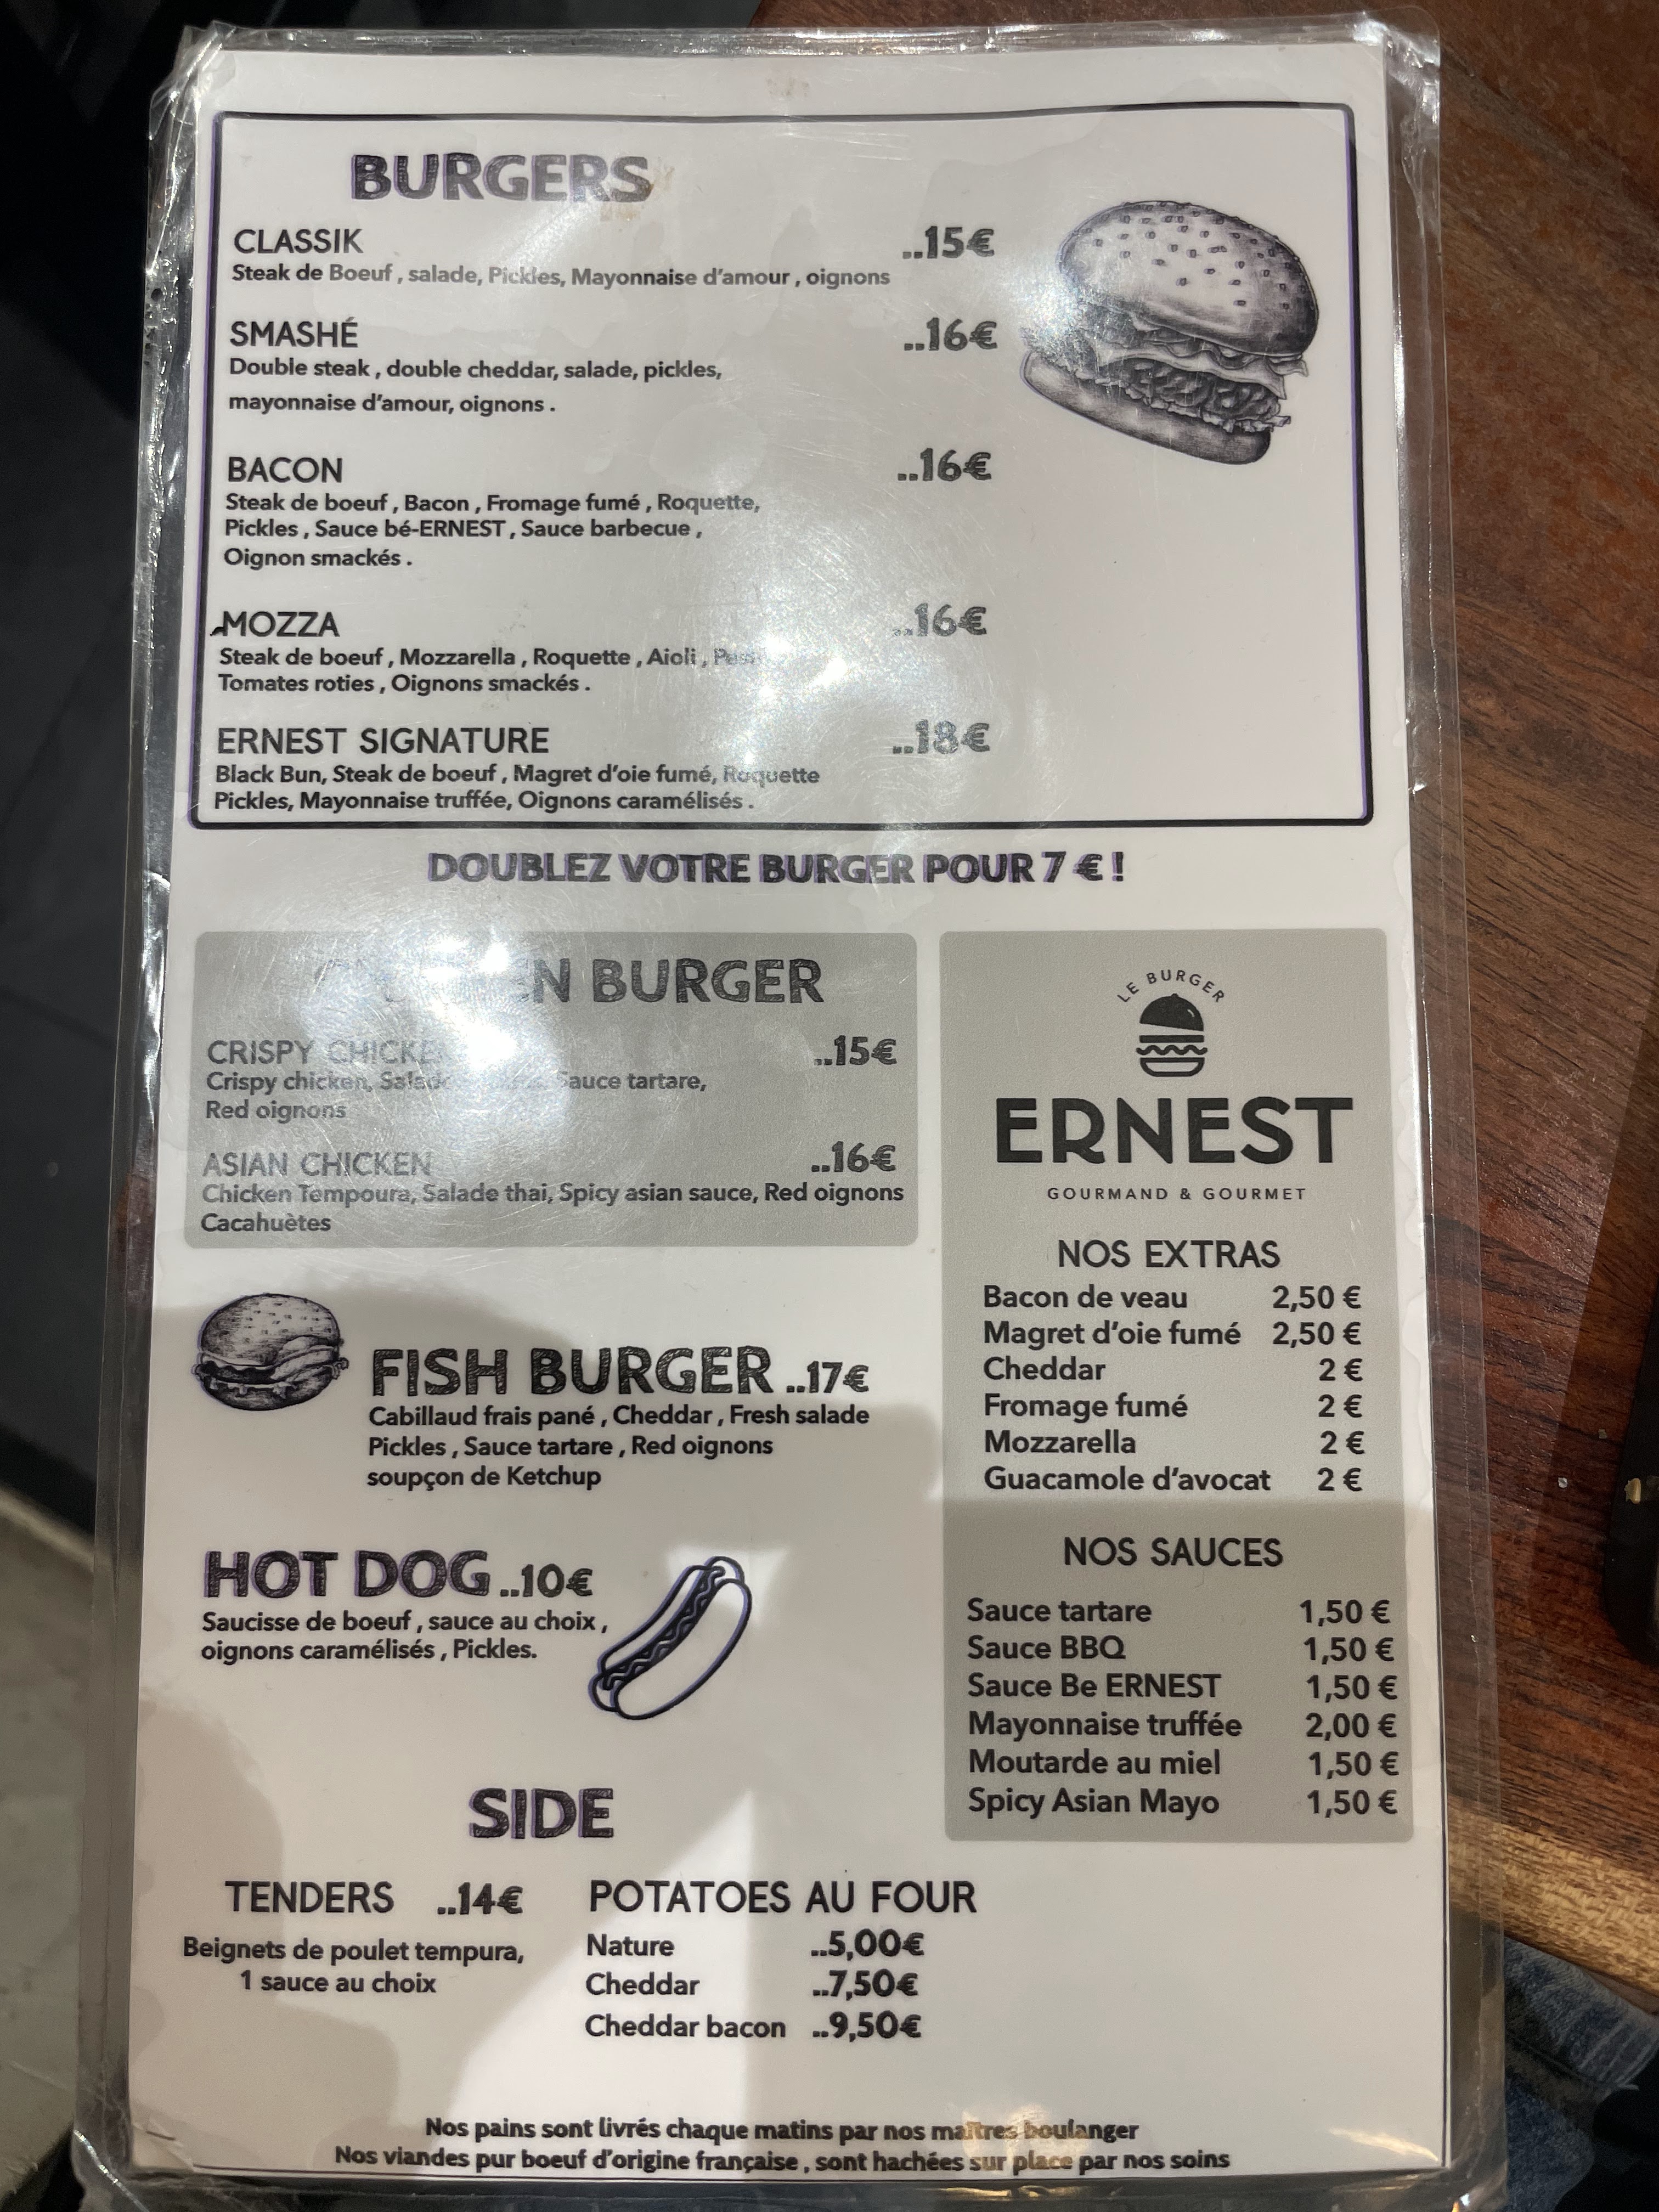 BURGERS
CLASSIK ..15€
Steak de Boeuf , salade, Pickles, Mayonnaise d'amour , oignons
SMASHÉ ..16€
Double steak , double cheddar, salade, pickles,
mayonnaise d'amour, oignons .
BACON ..16€
Steak de boeuf , Bacon , Fromage fumé , Roquette,
Pickles , Sauce bé-ERNEST , Sauce barbecue ,
Oignon smackés .
MOZZA ..16€
Steak de boeuf , Mozzarella , Roquette , Aioli ,
Tomates roties , Oignons smackés .
ERNEST SIGNATURE ..18€
Black Bun, Steak de boeuf , Magret d'oie fumé, Roquette
Pickles, Mayonnaise truffée, Oignons caramélisés .
DOUBLEZ VOTRE BURGER POUR 7 € !
BURGER
CRISPY CHICKEN ..15€
Crispy chicken, Salade Sauce tartare,
Red oignons
ASIAN CHICKEN ..16€
Chicken Tempoura, Salade thai, Spicy asian sauce, Red oignons
Cacahuètes
FISH BURGER ..17€
Cabillaud frais pané , Cheddar , Fresh salade
Pickles , Sauce tartare , Red oignons
soupçon de Ketchup
HOT DOG ..10€
Saucisse de boeuf , sauce au choix ,
oignons caramélisés , Pickles.
LE BURGER
ERNEST
GOURMAND & GOURMET
NOS EXTRAS
Bacon de veau 2,50 €
Magret d'oie fumé 2,50 €
Cheddar 2 €
Fromage fumé 2 €
Mozzarella 2 €
Guacamole d'avocat 2 €
NOS SAUCES
Sauce tartare 1,50 €
Sauce BBQ 1,50 €
Sauce Be ERNEST 1,50 €
Mayonnaise truffée 2,00 €
Moutarde au miel 1,50 €
Spicy Asian Mayo 1,50 €
SIDE
TENDERS ..14€
Beignets de poulet tempura,
1 sauce au choix
POTATOES AU FOUR
Nature ..5,00€
Cheddar ..7,50€
Cheddar bacon ..9,50€
Nos pains sont livrés chaque matins par nos maîtres boulanger
Nos viandes pur boeuf d'origine française , sont hachées sur place par nos soins